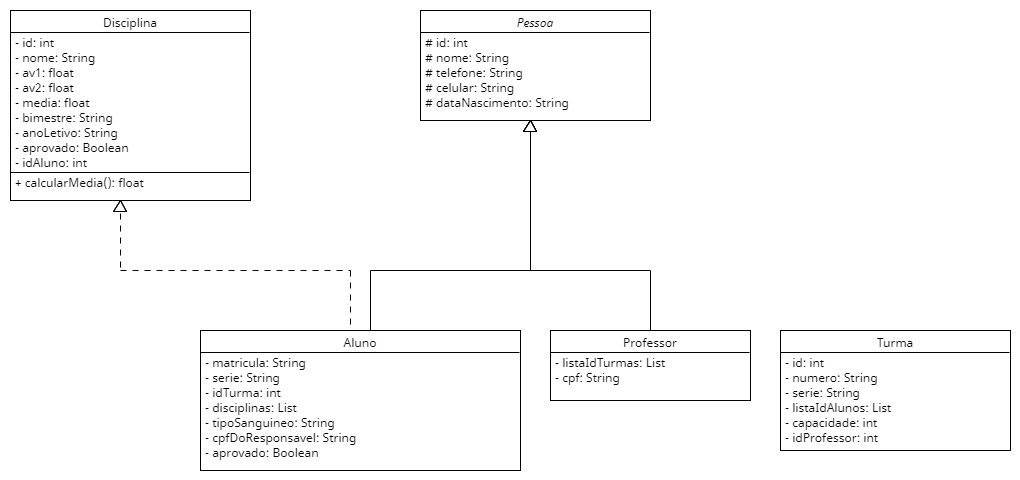 Disciplina
- id: int
- nome: String
- av1: float
- av2: float
- media: float
- bimestre: String
- anoLetivo: String
- aprovado: Boolean
- idAluno: int
+ calcularMedia(): float
Pessoa
# id: int
# nome: String
# telefone: String
# celular: String
# dataNascimento: String
Aluno
- matricula: String
- serie: String
- idTurma: int
- disciplinas: List
- tipoSanguineo: String
- cpfDoResponsavel: String
- aprovado: Boolean
Professor
- listaIdTurmas: List
- cpf: String
Turma
- id: int
- numero: String
- serie: String
- listaIdAlunos: List
- capacidade: int
- idProfessor: int